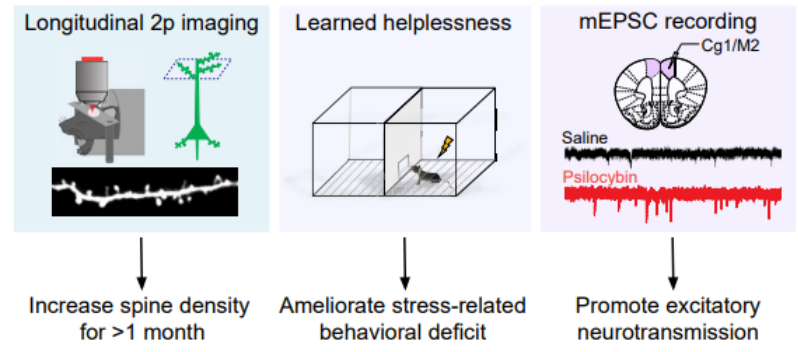 Longitudinal 2p imaging
Learned helplessness
mEPSC recording
Cg1/M2
Saline
Psilocybin
Increase spine density
for >1 month
Ameliorate stress-related
behavioral deficit
Promote excitatory
neurotransmission